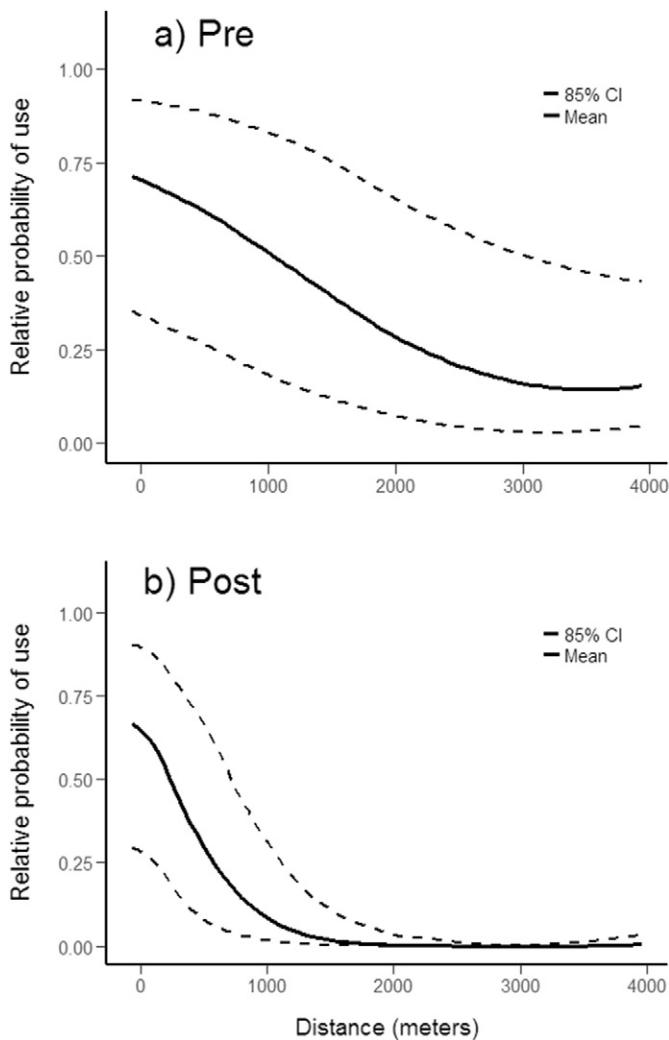 a) Pre
Relative probability of use
1.00
0.75
0.50
0.25
0.00
85% CI
Mean
0
1000
2000
3000
4000
b) Post
Relative probability of use
1.00
0.75
0.50
0.25
0.00
85% CI
Mean
0
1000
2000
3000
4000
Distance (meters)